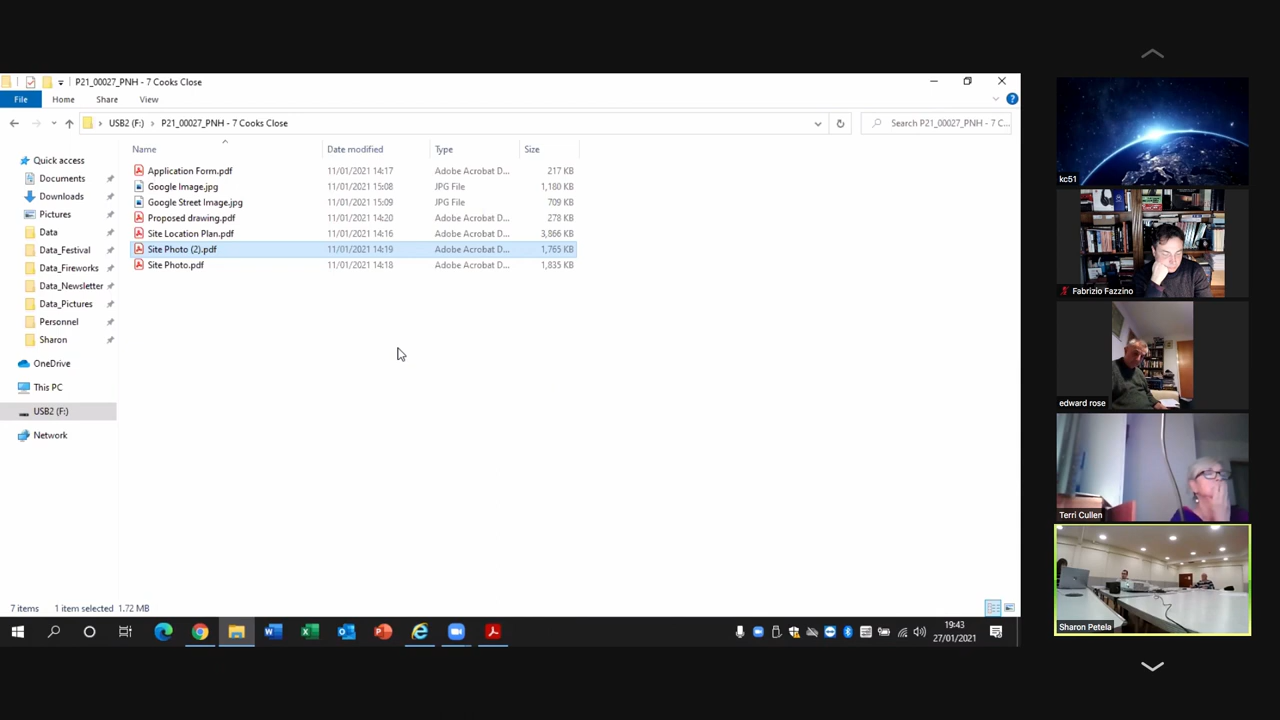 P21_00027_PNH - 7 Cooks Close
File Home Share View
USB2 (F:) > P21_00027_PNH - 7 Cooks Close
Search P21_00027_PNH - 7 C...
Name Date modified Type Size
Application Form.pdf 11/01/2021 14:17 Adobe Acrobat D... 217 KB
Google Image.jpg 11/01/2021 15:08 JPG File 1,180 KB
Google Street Image.jpg 11/01/2021 15:09 JPG File 709 KB
Proposed drawing.pdf 11/01/2021 14:20 Adobe Acrobat D... 278 KB
Site Location Plan.pdf 11/01/2021 14:16 Adobe Acrobat D... 3,866 KB
Site Photo (2).pdf 11/01/2021 14:19 Adobe Acrobat D... 1,765 KB
Site Photo.pdf 11/01/2021 14:18 Adobe Acrobat D... 1,835 KB
Quick access
Documents
Downloads
Pictures
Data
Data_Festival
Data_Fireworks
Data_Newsletter
Data_Pictures
Personnel
Sharon
OneDrive
This PC
USB2 (F:)
Network
7 items 1 item selected 1.72 MB
19:43
27/01/2021
kc51
Fabrizio Fazzino
edward rose
Terri Cullen
Sharon Petela